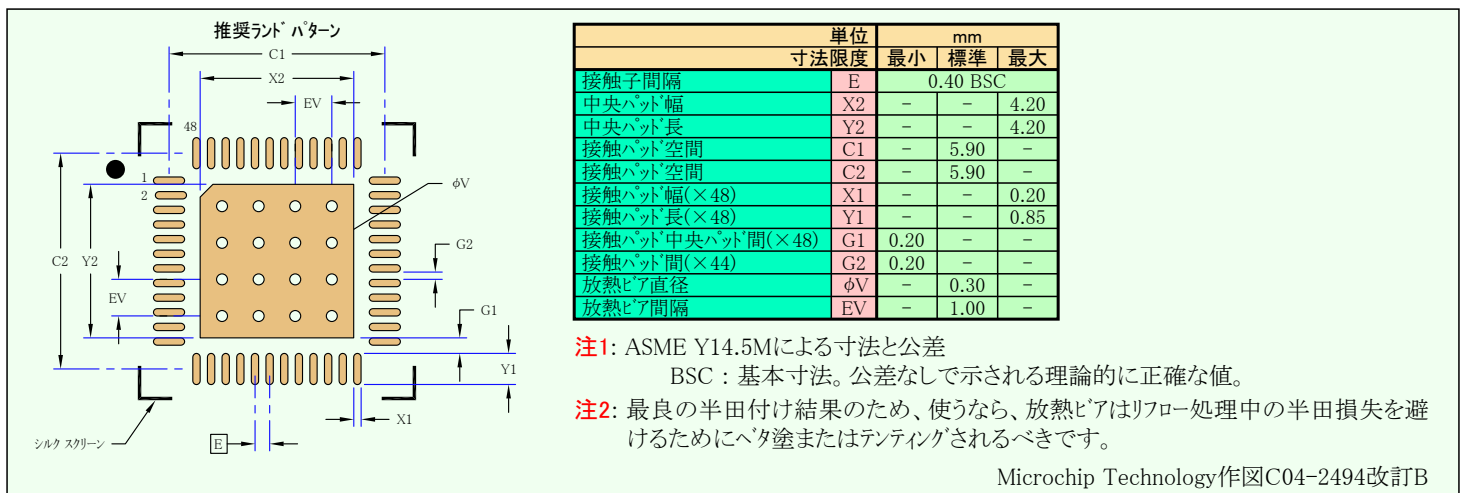 推奨ランドパターン
C1
X2
EV
48
1
2
φV
C2
Y2
G2
EV
G1
Y1
X1
シルク スクリーン
E
単位 mm
寸法限度 最小 標準 最大
接触子間隔 E 0.40 BSC
中央パッド幅 X2 - - 4.20
中央パッド長 Y2 - - 4.20
接触パッド空間 C1 - 5.90 -
接触パッド空間 C2 - 5.90 -
接触パッド幅(×48) X1 - - 0.20
接触パッド長(×48) Y1 - - 0.85
接触パッド中央パッド間(×48) G1 0.20 - -
接触パッド間(×44) G2 0.20 - -
放熱ビア直径 φV - 0.30 -
放熱ビア間隔 EV - 1.00 -
注1: ASME Y14.5Mによる寸法と公差
BSC : 基本寸法。公差なしで示される理論的に正確な値。
注2: 最良の半田付け結果のため、使うなら、放熱ビアはリフロー処理中の半田損失を避
けるためにベタ塗またはテンティングされるべきです。
Microchip Technology作図C04-2494改訂B